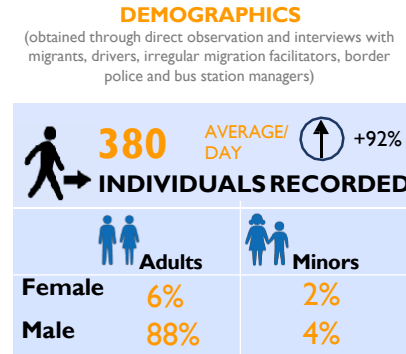 DEMOGRAPHICS
(obtained through direct observation and interviews with
migrants, drivers, irregular migration facilitators, border
police and bus station managers)
380 AVERAGE/ +92%
DAY
INDIVIDUALS RECORDED
Adults Minors
Female 6% 2%
Male 88% 4%